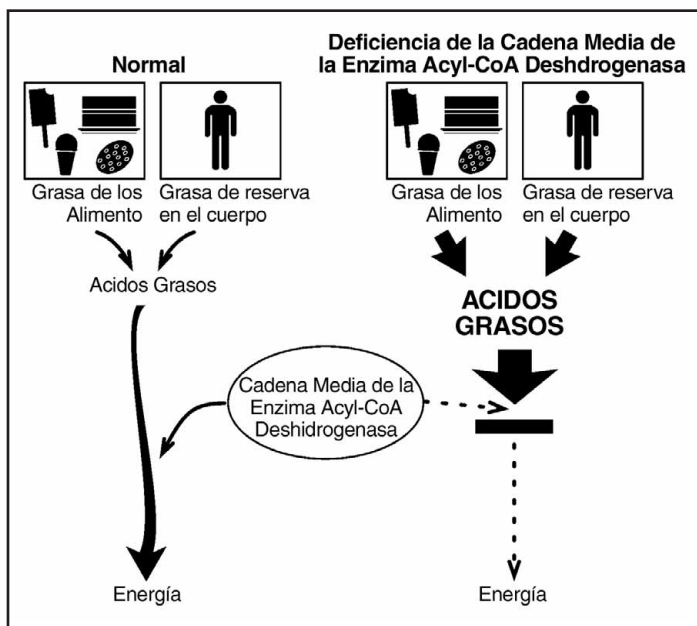 Normal
Deficiencia de la Cadena Media de
la Enzima Acyl-CoA Deshdrogenasa
Grasa de los
Alimento
Grasa de reserva
en el cuerpo
Grasa de los
Alimento
Grasa de reserva
en el cuerpo
Acidos Grasos
ACIDOS
GRASOS
Cadena Media de la
Enzima Acyl-CoA
Deshidrogenasa
Energía
Energía